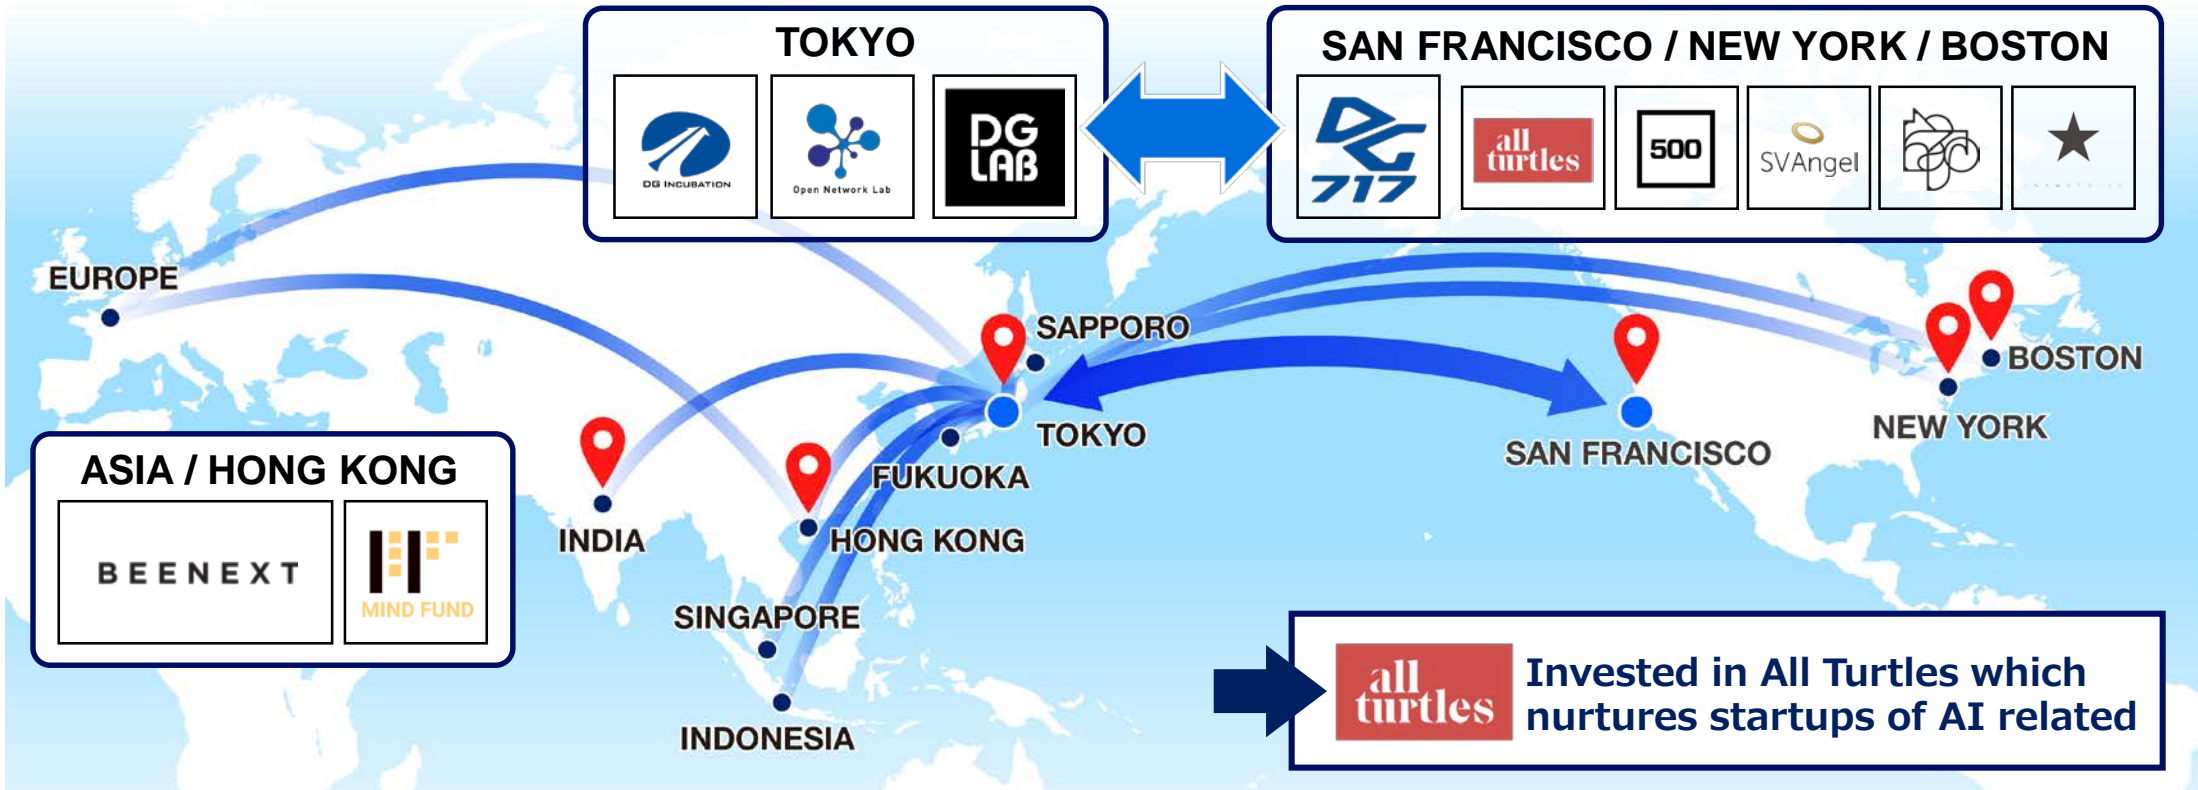 TOKYO
DG INCUBATION
Open Network Lab
DG
LAB
SAN FRANCISCO / NEW YORK / BOSTON
DG
717
all
turtles
500
SVAngel
EUROPE
SAPPORO
TOKYO
FUKUOKA
SAN FRANCISCO
BOSTON
NEW YORK
ASIA / HONG KONG
BEENEXT
MIND FUND
INDIA
HONG KONG
SINGAPORE
INDONESIA
all
turtles
Invested in All Turtles which
nurtures startups of AI related